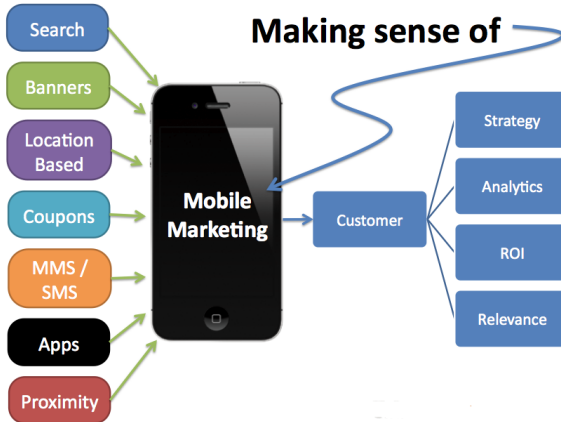 Making sense of
Search
Banners
Location
Based
Coupons
MMS /
SMS
Apps
Proximity
Mobile
Marketing
Customer
Strategy
Analytics
ROI
Relevance